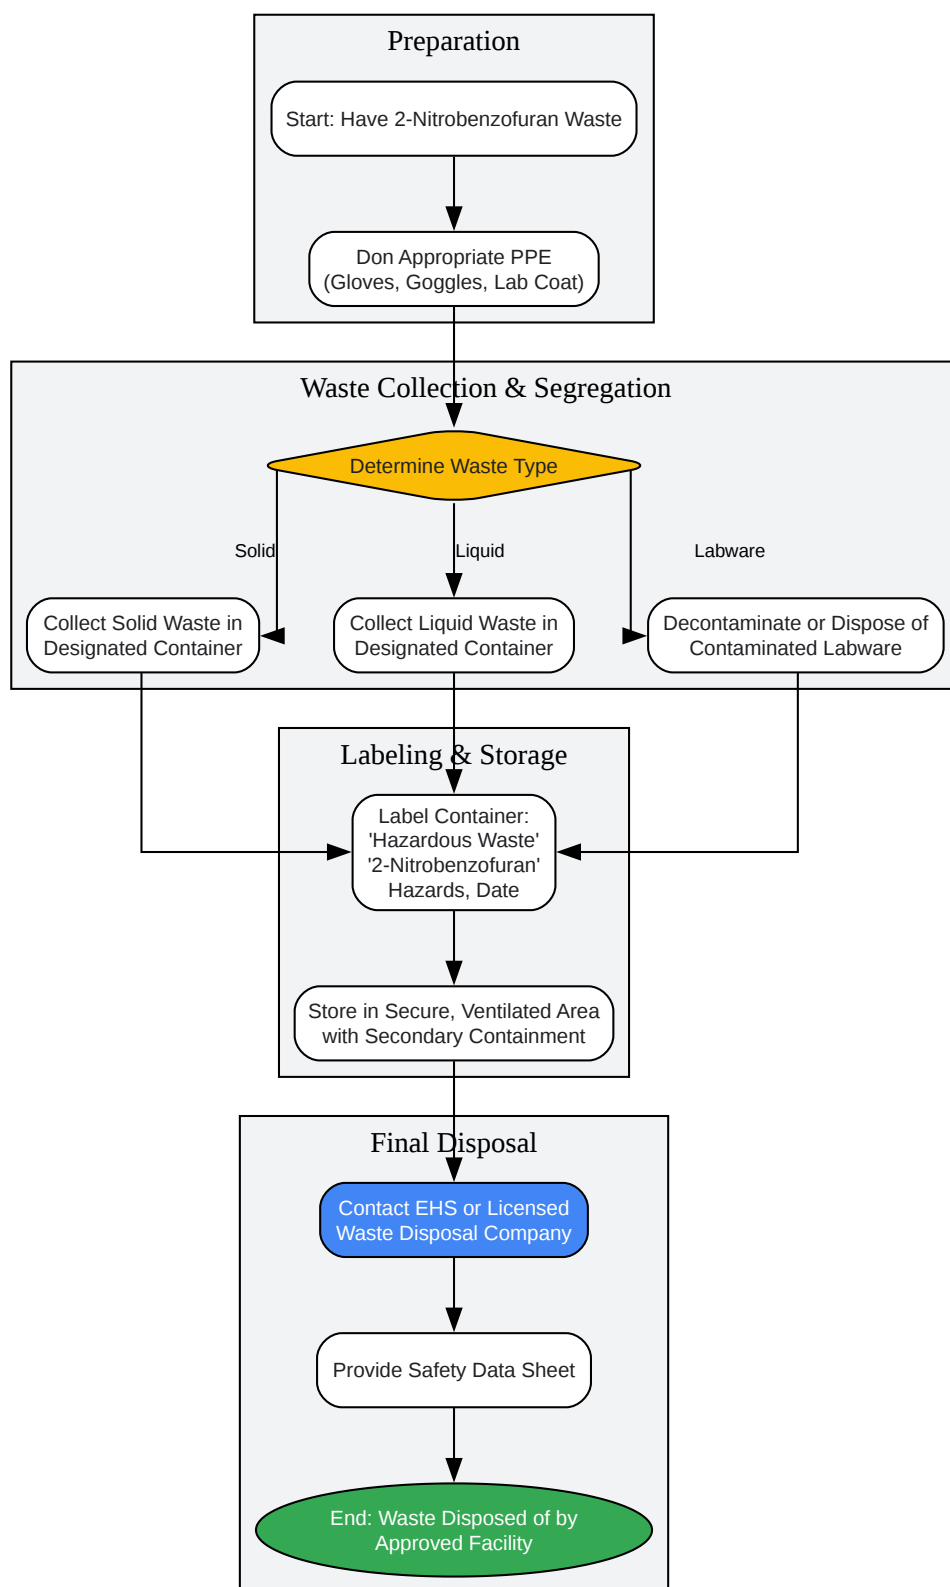 Preparation
Start: Have 2-Nitrobenzofuran Waste
Don Appropriate PPE
(Gloves, Goggles, Lab Coat)
Waste Collection & Segregation
Determine Waste Type
Solid
Liquid
Labware
Collect Solid Waste in
Designated Container
Collect Liquid Waste in
Designated Container
Decontaminate or Dispose of
Contaminated Labware
Labeling & Storage
Label Container:
'Hazardous Waste'
'2-Nitrobenzofuran'
Hazards, Date
Store in Secure, Ventilated Area
with Secondary Containment
Final Disposal
Contact EHS or Licensed
Waste Disposal Company
Provide Safety Data Sheet
End: Waste Disposed of by
Approved Facility